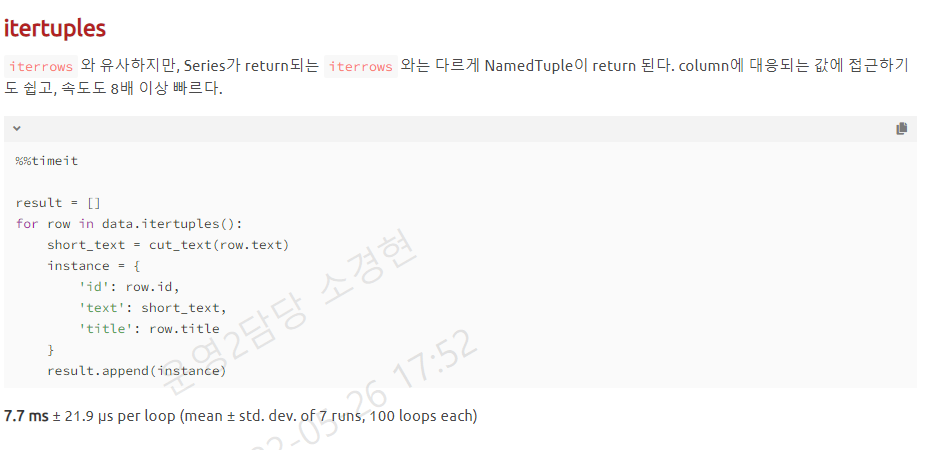 itertuples
iterrows 와 유사하지만, Series가 return되는 iterrows 와는 다르게 NamedTuple이 return 된다. column에 대응되는 값에 접근하기
도 쉽고, 속도도 8배 이상 빠르다.
%%timeit
result = []
for row in data.itertuples():
    short_text = cut_text(row.text)
    instance = {
        'id': row.id,
        'text': short_text,
        'title': row.title
    }
    result.append(instance)
운영2담당 소경현
02-05 26 17:52
7.7 ms ± 21.9 µs per loop (mean ± std. dev. of 7 runs, 100 loops each)